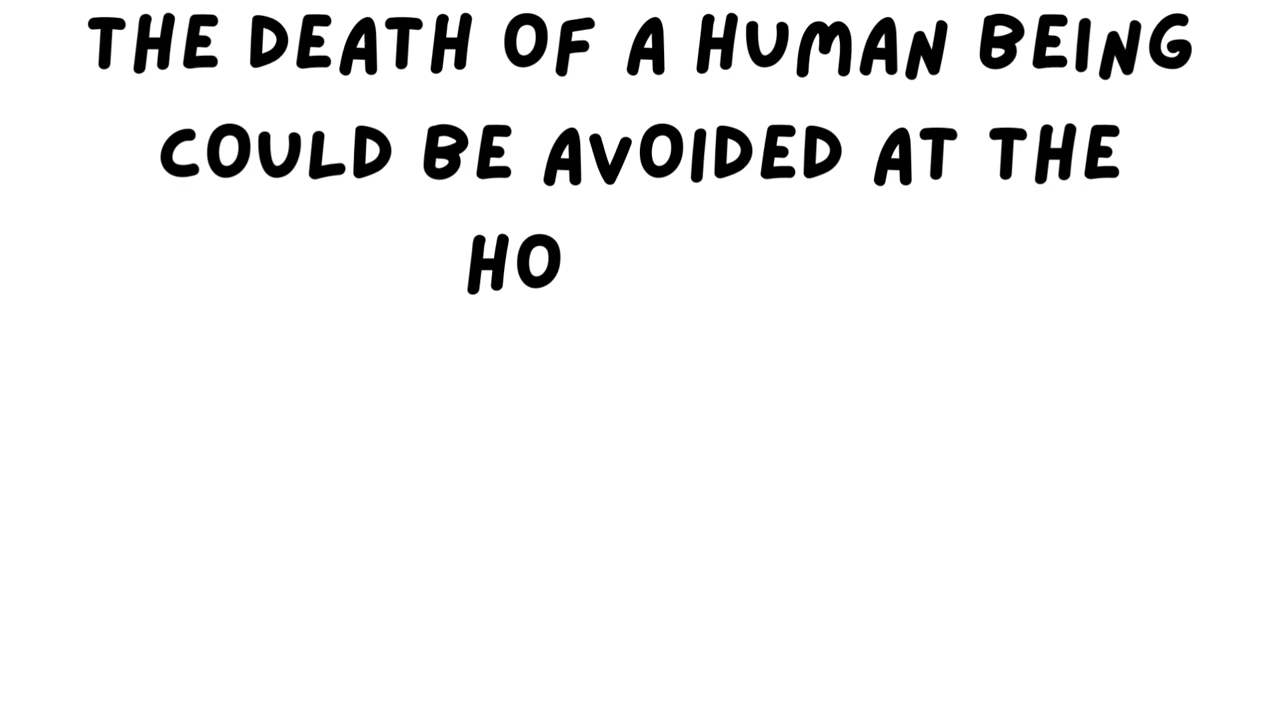 THE DEATH OF A HUMAN BEING
COULD BE AVOIDED AT THE
HO